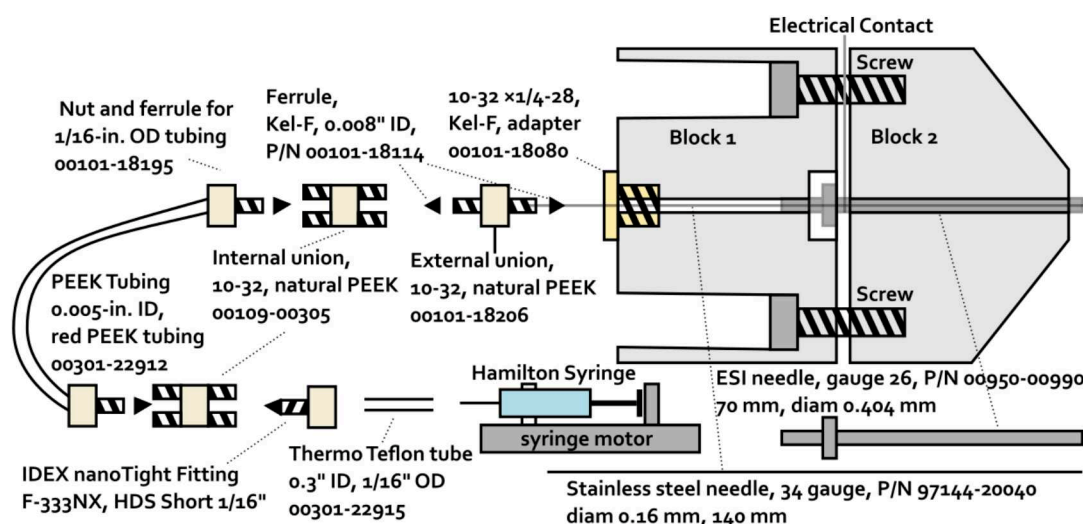 Electrical Contact
Screw
Nut and ferrule for
1/16-in. OD tubing
00101-18195
Ferrule,
Kel-F, 0.008" ID,
P/N 00101-18114
10-32 ×1/4-28,
Kel-F, adapter
00101-18080
Block 1
Block 2
PEEK Tubing
0.005-in. ID,
red PEEK tubing
00301-22912
Internal union,
10-32, natural PEEK
00109-00305
External union,
10-32, natural PEEK
00101-18206
Screw
Hamilton Syringe
syringe motor
ESI needle, gauge 26, P/N 00950-00990
70 mm, diam 0.404 mm
IDEX nanoTight Fitting
F-333NX, HDS Short 1/16"
Thermo Teflon tube
0.3" ID, 1/16" OD
00301-22915
Stainless steel needle, 34 gauge, P/N 97144-20040
diam 0.16 mm, 140 mm